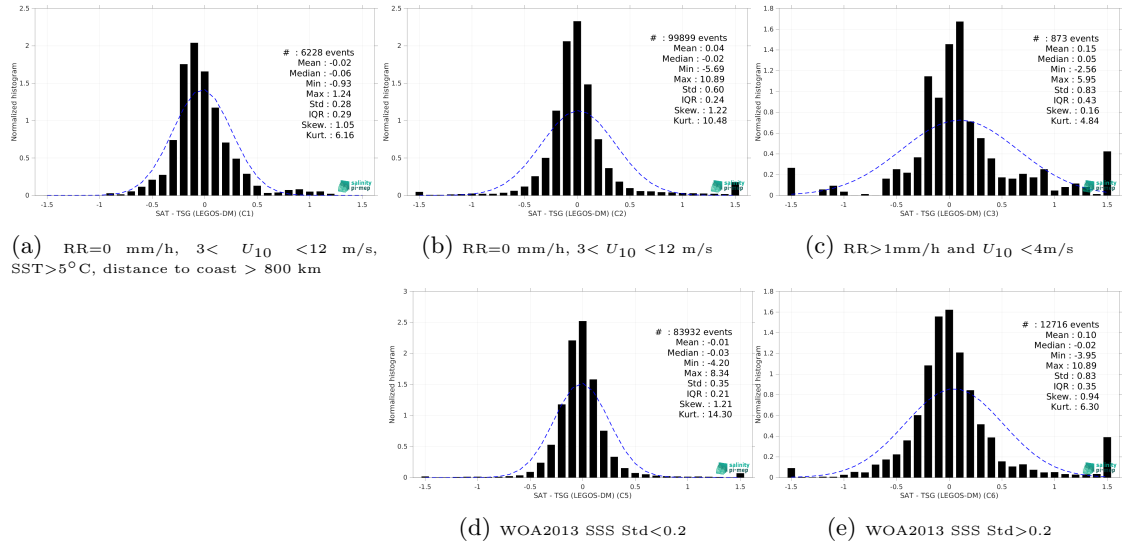 2.5
2
1.5
1
0.5
0
Normalized histogram
# : 6228 events
Mean : -0.02
Median : -0.06
Min : -0.93
Max : 1.24
Std : 0.28
IQR : 0.29
Skew. : 1.05
Kurt. : 6.16
salinity
pi-mep
-1.5 -1 -0.5 0 0.5 1 1.5
SAT - TSG (LEGOS-DM) (C1)
(a) RR=0 mm/h, 3< U10 <12 m/s,
SST>5°C, distance to coast > 800 km
2.5
2
1.5
1
0.5
0
Normalized histogram
# : 99899 events
Mean : 0.04
Median : -0.02
Min : -5.69
Max : 10.89
Std : 0.60
IQR : 0.24
Skew. : 1.22
Kurt. : 10.48
salinity
pi-mep
-1.5 -1 -0.5 0 0.5 1 1.5
SAT - TSG (LEGOS-DM) (C2)
(b) RR=0 mm/h, 3< U10 <12 m/s
1.8
1.6
1.4
1.2
1
0.8
0.6
0.4
0.2
0
Normalized histogram
# : 873 events
Mean : 0.15
Median : 0.05
Min : -2.56
Max : 5.95
Std : 0.83
IQR : 0.43
Skew. : 0.16
Kurt. : 4.84
salinity
pi-mep
-1.5 -1 -0.5 0 0.5 1 1.5
SAT - TSG (LEGOS-DM) (C3)
(c) RR>1mm/h and U10 <4m/s
3
2.5
2
1.5
1
0.5
0
Normalized histogram
# : 83932 events
Mean : -0.01
Median : -0.03
Min : -4.20
Max : 8.34
Std : 0.35
IQR : 0.21
Skew. : 1.21
Kurt. : 14.30
salinity
pi-mep
-1.5 -1 -0.5 0 0.5 1 1.5
SAT - TSG (LEGOS-DM) (C5)
(d) WOA2013 SSS Std<0.2
1.8
1.6
1.4
1.2
1
0.8
0.6
0.4
0.2
0
Normalized histogram
# : 12716 events
Mean : 0.10
Median : -0.02
Min : -3.95
Max : 10.89
Std : 0.83
IQR : 0.35
Skew. : 0.94
Kurt. : 6.30
salinity
pi-mep
-1.5 -1 -0.5 0 0.5 1 1.5
SAT - TSG (LEGOS-DM) (C6)
(e) WOA2013 SSS Std>0.2